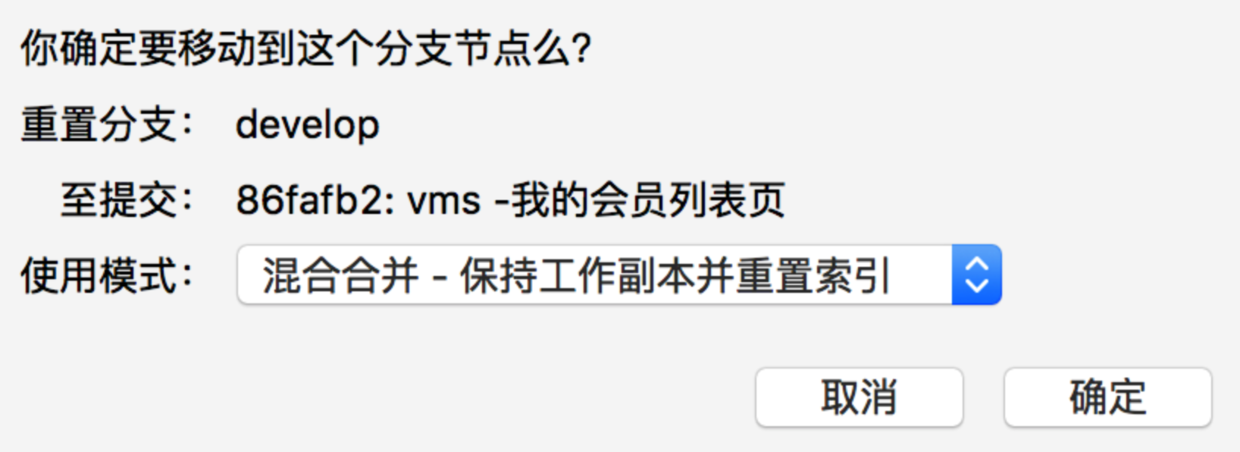 你确定要移动到这个分支节点么?
重置分支： develop
至提交： 86fafb2: vms -我的会员列表页
使用模式： 混合合并 - 保持工作副本并重置索引
取消 确定